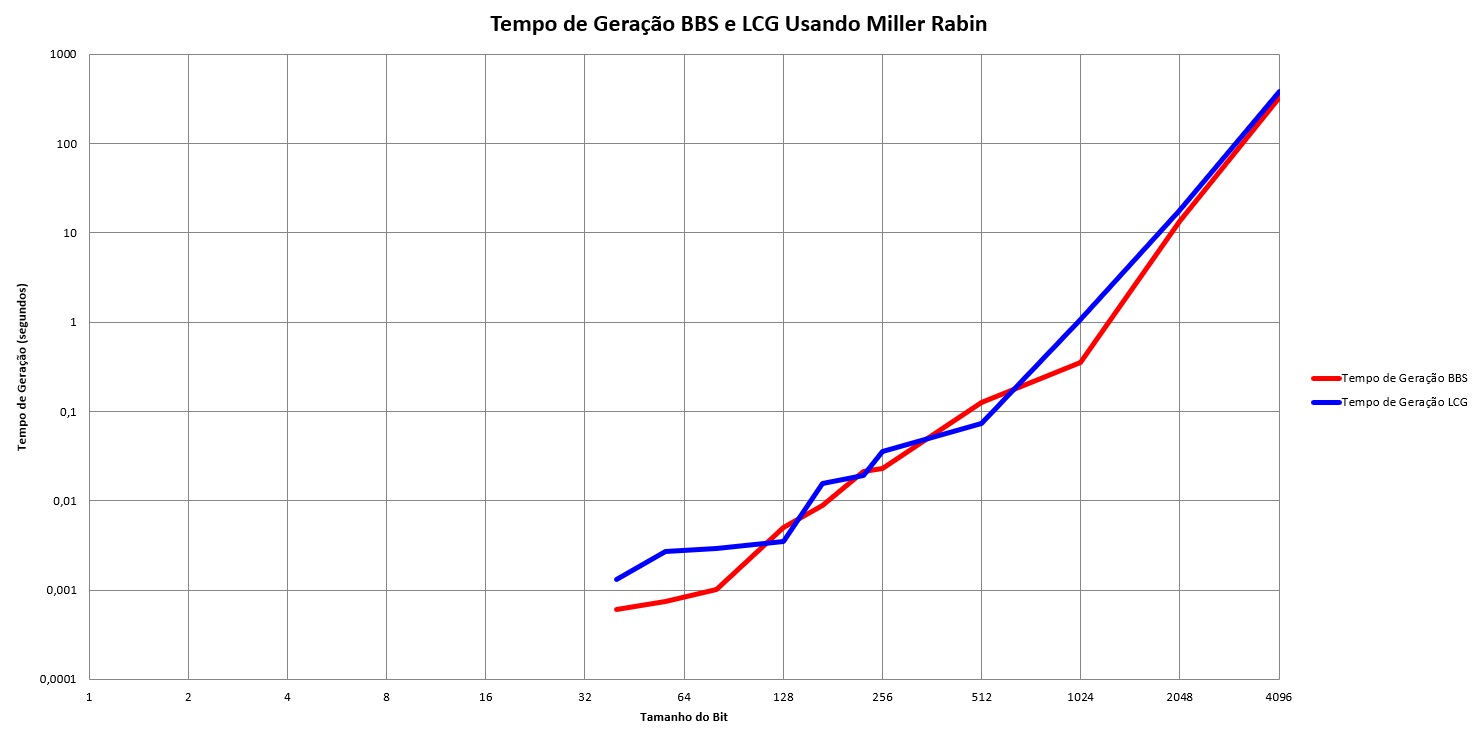 Tempo de Geração BBS e LCG Usando Miller Rabin
1000
100
10
1
0,1
0,01
0,001
0,0001
Tempo de Geração (segundos)
1 2 4 8 16 32 64 128 256 512 1024 2048 4096
Tamanho do Bit
Tempo de Geração BBS
Tempo de Geração LCG